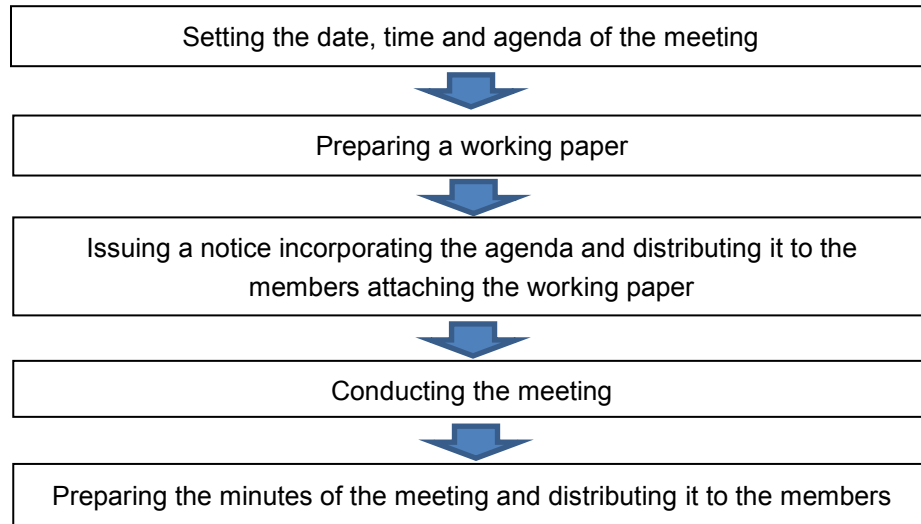 Setting the date, time and agenda of the meeting
Preparing a working paper
Issuing a notice incorporating the agenda and distributing it to the
members attaching the working paper
Conducting the meeting
Preparing the minutes of the meeting and distributing it to the members